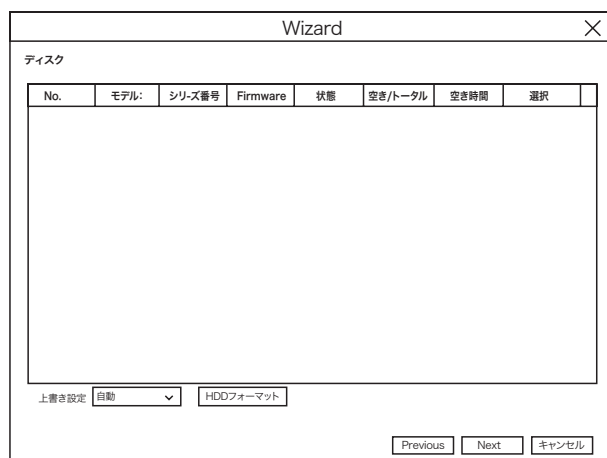 Wizard
ディスク
No. モデル: シリ-ズ番号 Firmware 状態 空き/トータル 空き時間 選択
上書き設定 自動 HDDフォーマット
Previous Next キャンセル